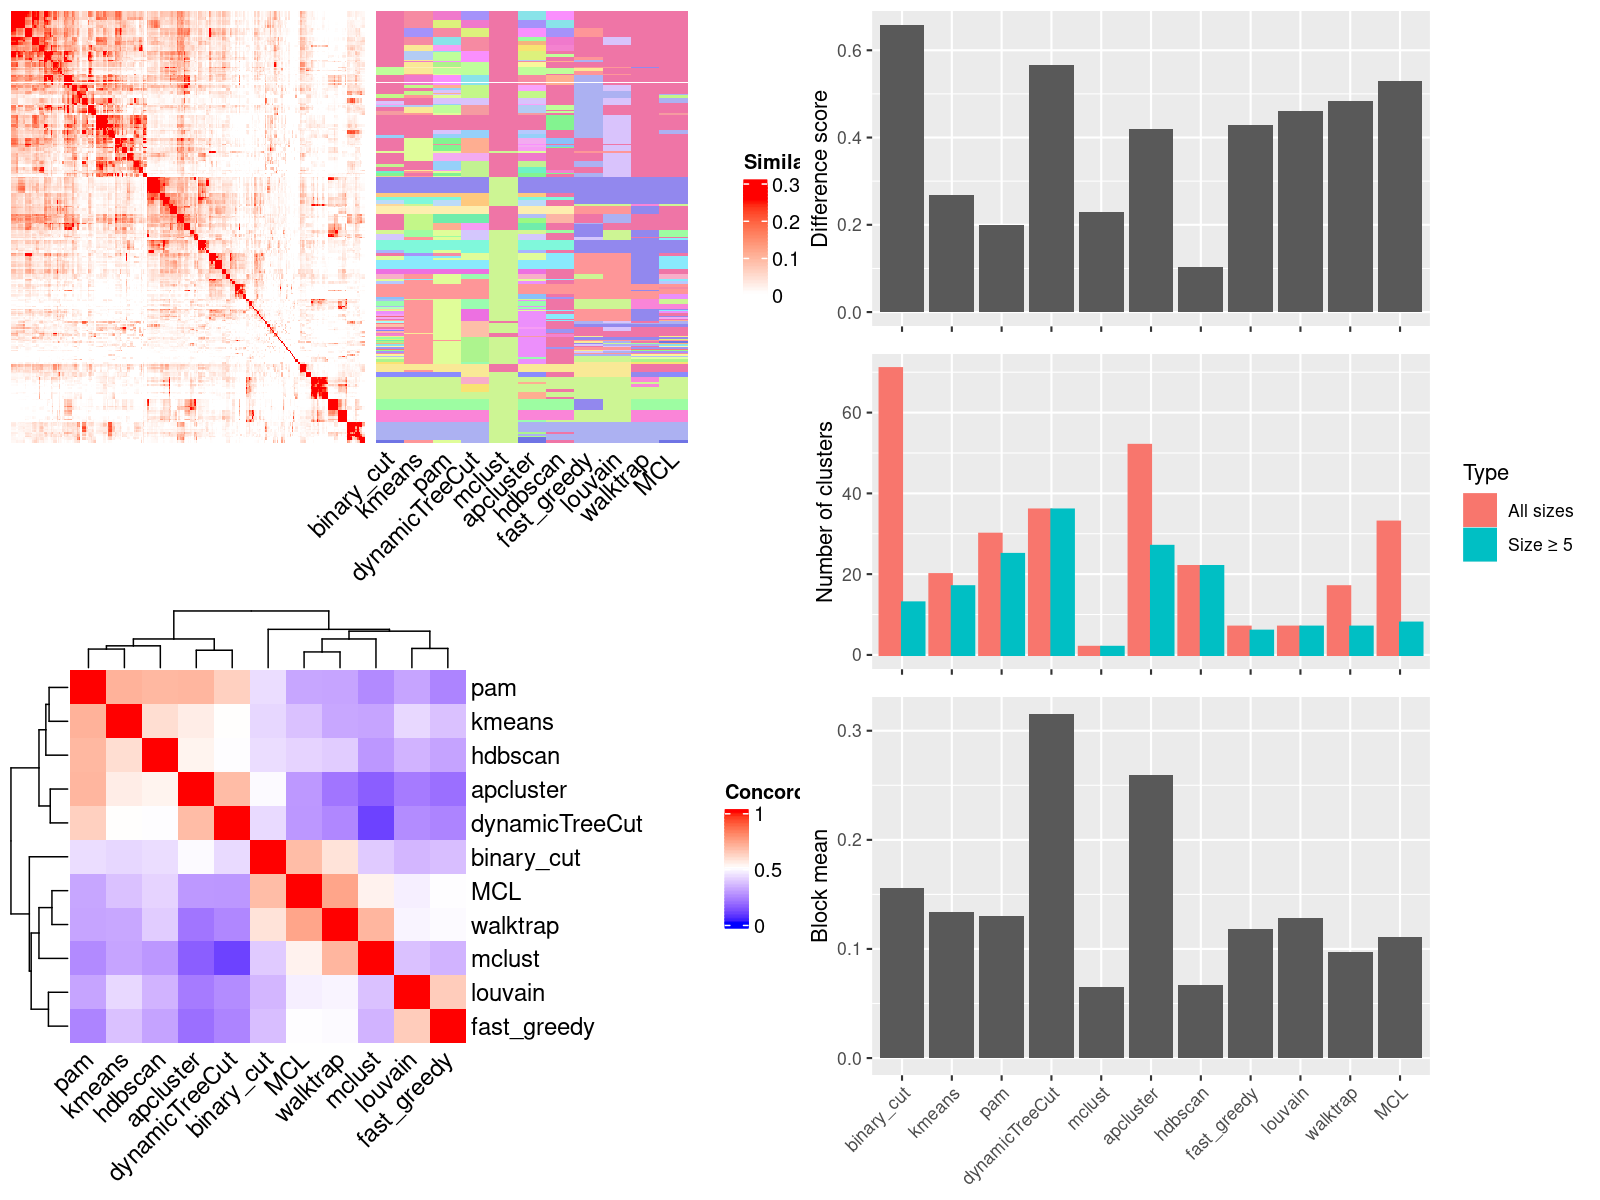 Simila
0.3
0.2
0.1
0
binary_cut
kmeans
pam
dynamicTreeCut
mclust
apcluster
hdbscan
fast_greedy
louvain
walktrap
MCL
pam
kmeans
hdbscan
apcluster
dynamicTreeCut
binary_cut
MCL
walktrap
mclust
louvain
fast_greedy
pam
kmeans
hdbscan
apcluster
dynamicTreeCut
binary_cut
MCL
walktrap
mclust
louvain
fast_greedy
Concord
1
0.5
0
Difference score
0.6
0.4
0.2
0.0
Number of clusters
60
40
20
0
Type
All sizes
Size ≥ 5
Block mean
0.3
0.2
0.1
0.0
binary_cut
kmeans
pam
dynamicTreeCut
mclust
apcluster
hdbscan
fast_greedy
louvain
walktrap
MCL